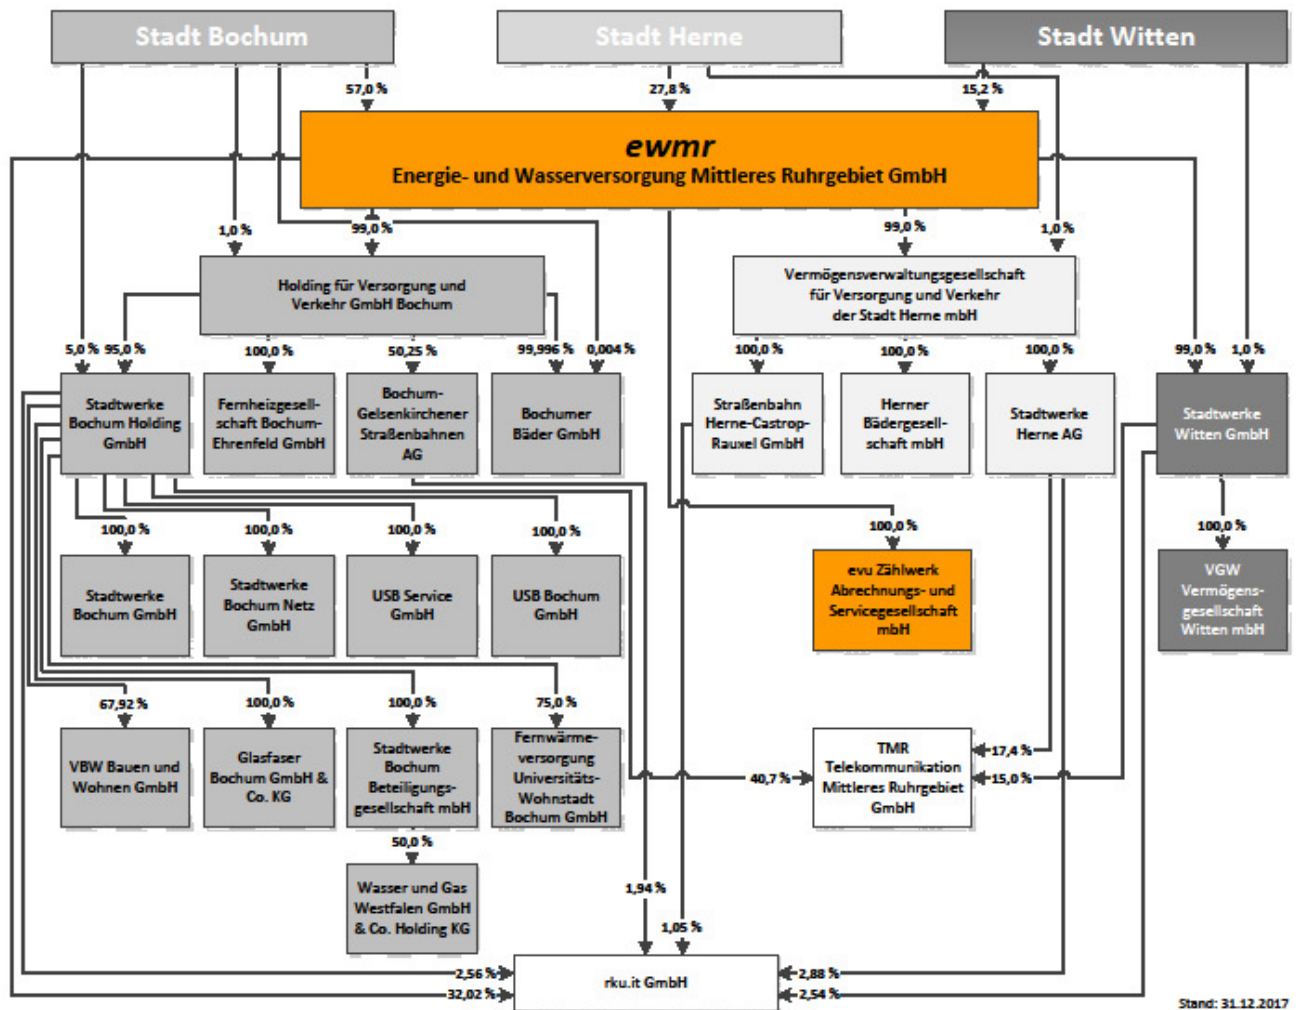 Stadt Bochum
Stadt Herne
Stadt Witten
57,0 %
27,8 %
15,2 %
ewmr
Energie- und Wasserversorgung Mittleres Ruhrgebiet GmbH
1,0 %
99,0 %
99,0 %
1,0 %
Holding für Versorgung und
Verkehr GmbH Bochum
Vermögensverwaltungsgesellschaft
für Versorgung und Verkehr
der Stadt Herne mbH
5,0 %
95,0 %
100,0 %
50,25 %
99,996 %
0,004 %
100,0 %
100,0 %
100,0 %
99,0 %
1,0 %
Stadtwerke
Bochum Holding
GmbH
Fernheizgesell-
schaft Bochum-
Ehrenfeld GmbH
Bochum-
Gelsenkirchener
Straßenbahnen
AG
Bochumer
Bäder GmbH
Straßenbahn
Herne-Castrop-
Rauxel GmbH
Herner
Bädergesell-
schaft mbH
Stadtwerke
Herne AG
Stadtwerke
Witten GmbH
100,0 %
100,0 %
100,0 %
100,0 %
100,0 %
100,0 %
Stadtwerke
Bochum GmbH
Stadtwerke
Bochum Netz
GmbH
USB Service
GmbH
USB Bochum
GmbH
evu Zählwerk
Abrechnungs- und
Servicegesellschaft
mbH
VGW
Vermögens-
gesellschaft
Witten mbH
67,92 %
100,0 %
100,0 %
75,0 %
VBW Bauen und
Wohnen GmbH
Glasfaser
Bochum GmbH &
Co. KG
Stadtwerke
Bochum
Beteiligungs-
gesellschaft mbH
Fernwärme-
versorgung
Universitäts-
Wohnstadt
Bochum GmbH
40,7 %
TMR
Telekommunikation
Mittleres Ruhrgebiet
GmbH
17,4 %
15,0 %
50,0 %
Wasser und Gas
Westfalen GmbH
& Co. Holding KG
1,94 %
1,05 %
2,56 %
32,02 %
rku.it GmbH
2,88 %
2,54 %
Stand: 31.12.2017